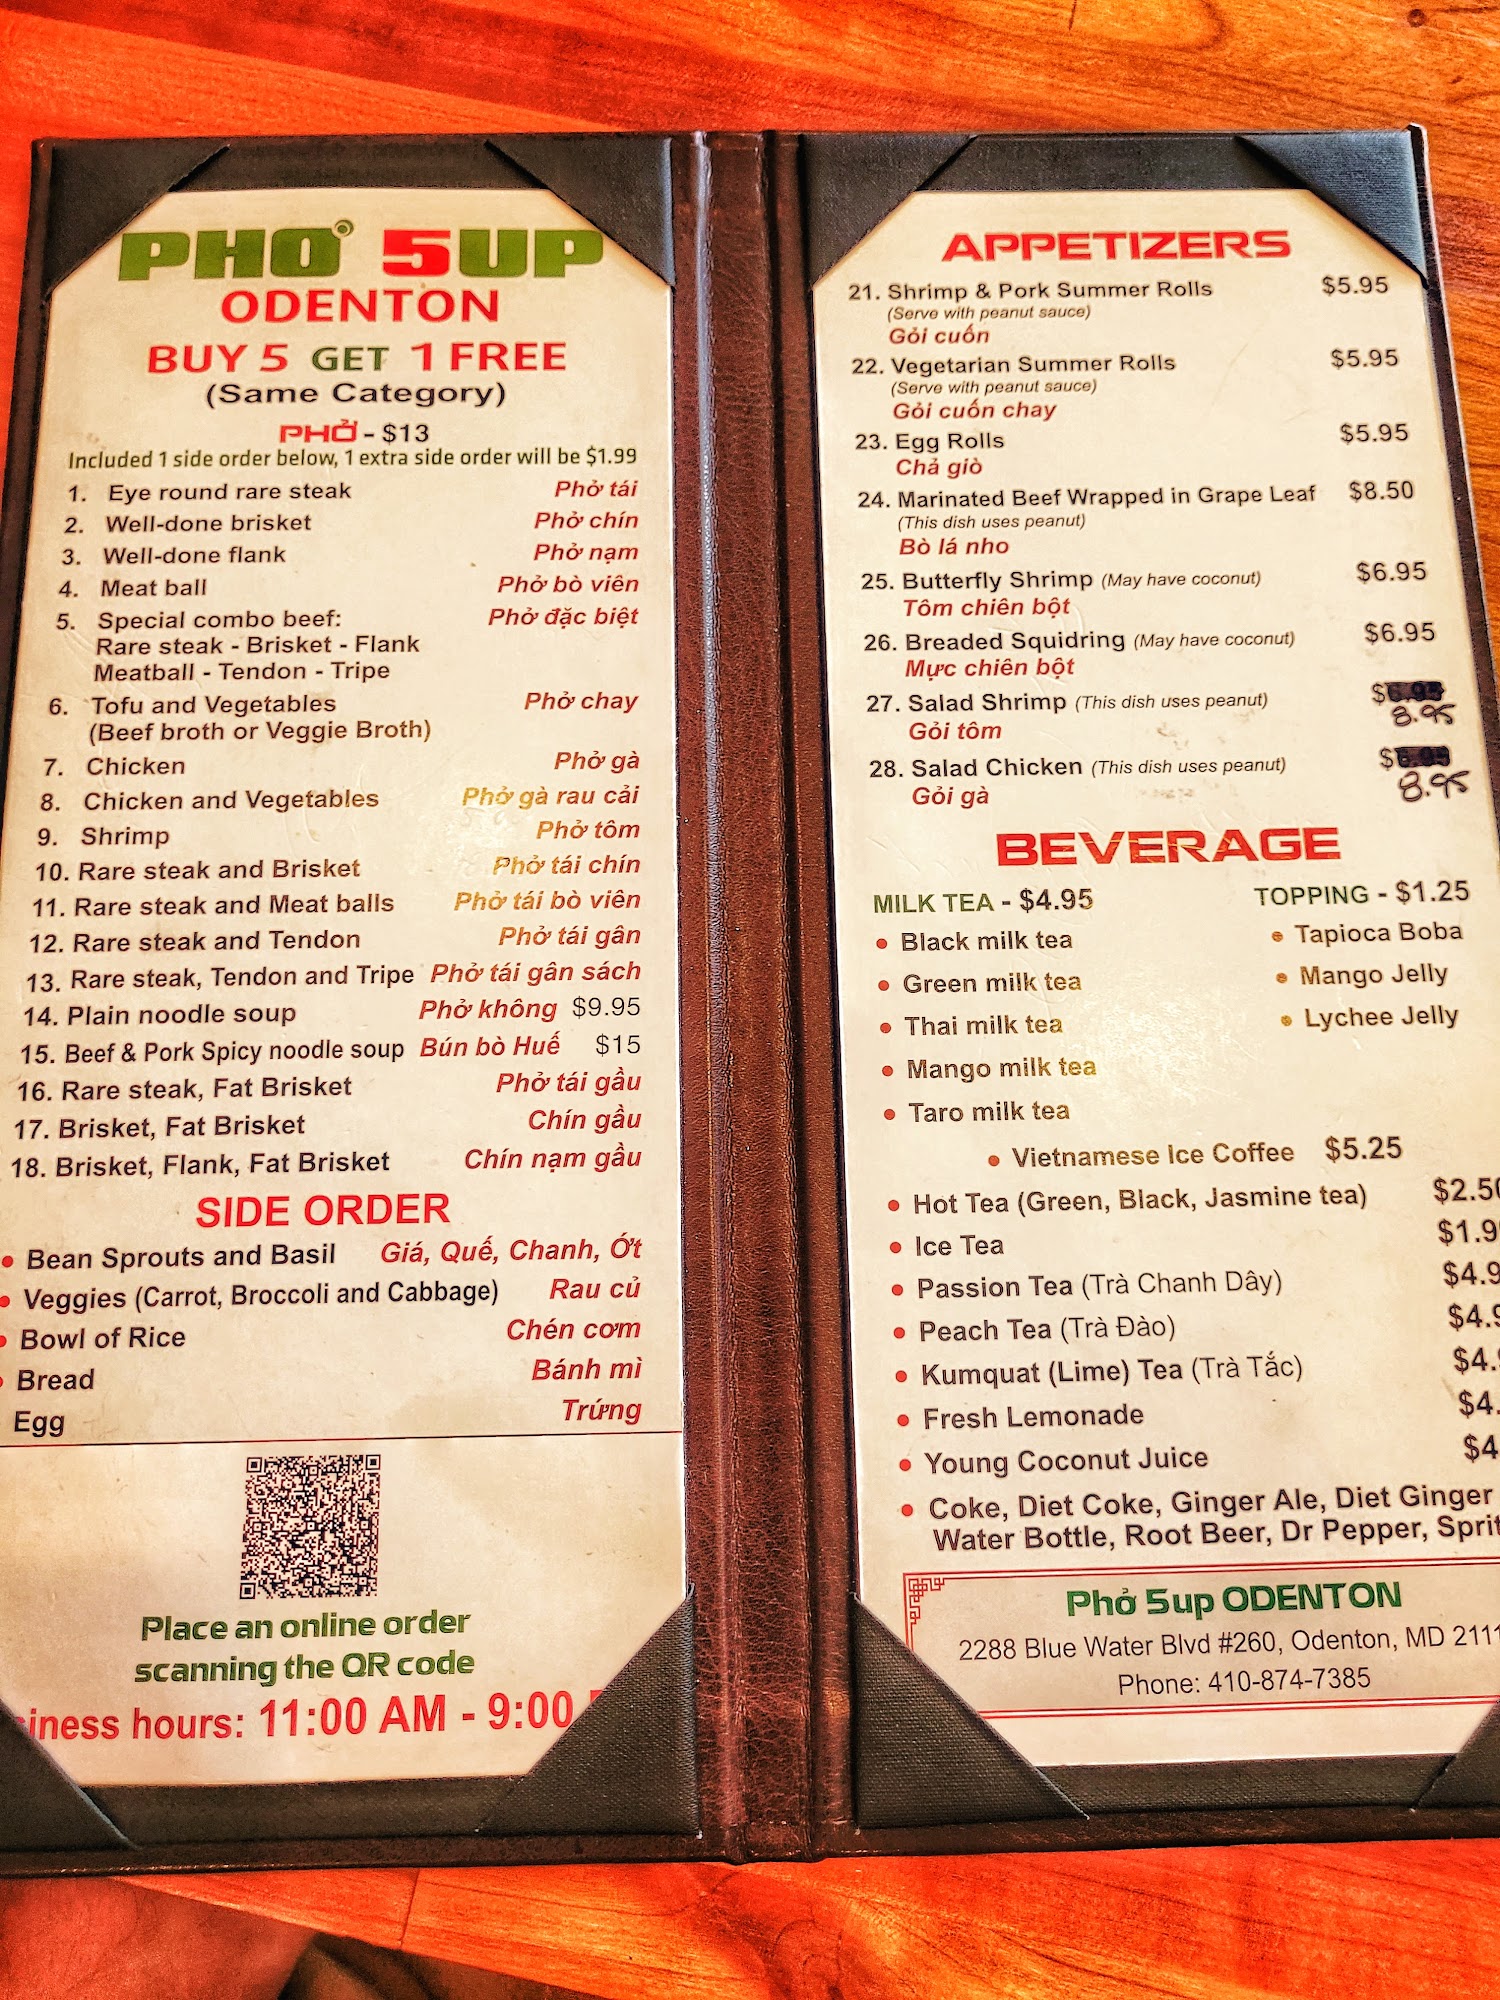 PHỞ 5UP
ODENTON
BUY 5 GET 1 FREE
(Same Category)
PHỞ - $13
Included 1 side order below, 1 extra side order will be $1.99
1. Eye round rare steak Phở tái
2. Well-done brisket Phở chín
3. Well-done flank Phở nạm
4. Meat ball Phở bò viên
5. Special combo beef: Phở đặc biệt
Rare steak - Brisket - Flank
Meatball - Tendon - Tripe
6. Tofu and Vegetables Phở chay
(Beef broth or Veggie Broth)
7. Chicken Phở gà
8. Chicken and Vegetables Phở gà rau cải
9. Shrimp Phở tôm
10. Rare steak and Brisket Phở tái chín
11. Rare steak and Meat balls Phở tái bò viên
12. Rare steak and Tendon Phở tái gân
13. Rare steak, Tendon and Tripe Phở tái gân sách
14. Plain noodle soup Phở không $9.95
15. Beef & Pork Spicy noodle soup Bún bò Huế $15
16. Rare steak, Fat Brisket Phở tái gầu
17. Brisket, Fat Brisket Chín gầu
18. Brisket, Flank, Fat Brisket Chín nạm gầu
SIDE ORDER
• Bean Sprouts and Basil Giá, Quế, Chanh, Ớt
• Veggies (Carrot, Broccoli and Cabbage) Rau củ
• Bowl of Rice Chén cơm
• Bread Bánh mì
Egg Trứng
Place an online order
scanning the QR code
iness hours: 11:00 AM - 9:00
APPETIZERS
21. Shrimp & Pork Summer Rolls $5.95
(Serve with peanut sauce)
Gỏi cuốn
22. Vegetarian Summer Rolls $5.95
(Serve with peanut sauce)
Gỏi cuốn chay
23. Egg Rolls $5.95
Chả giò
24. Marinated Beef Wrapped in Grape Leaf $8.50
(This dish uses peanut)
Bò lá nho
25. Butterfly Shrimp (May have coconut) $6.95
Tôm chiên bột
26. Breaded Squidring (May have coconut) $6.95
Mực chiên bột
27. Salad Shrimp (This dish uses peanut) $
8.95
Gỏi tôm
28. Salad Chicken (This dish uses peanut) $
8.95
Gỏi gà
BEVERAGE
MILK TEA - $4.95
• Black milk tea
• Green milk tea
• Thai milk tea
• Mango milk tea
• Taro milk tea
TOPPING - $1.25
• Tapioca Boba
• Mango Jelly
• Lychee Jelly
• Vietnamese Ice Coffee $5.25
• Hot Tea (Green, Black, Jasmine tea) $2.50
• Ice Tea $1.9
• Passion Tea (Trà Chanh Dây) $4.9
• Peach Tea (Trà Đào) $4.9
• Kumquat (Lime) Tea (Trà Tắc) $4.
• Fresh Lemonade $4.
• Young Coconut Juice $4
• Coke, Diet Coke, Ginger Ale, Diet Ginger
Water Bottle, Root Beer, Dr Pepper, Sprit
Phở 5up ODENTON
2288 Blue Water Blvd #260, Odenton, MD 2111
Phone: 410-874-7385